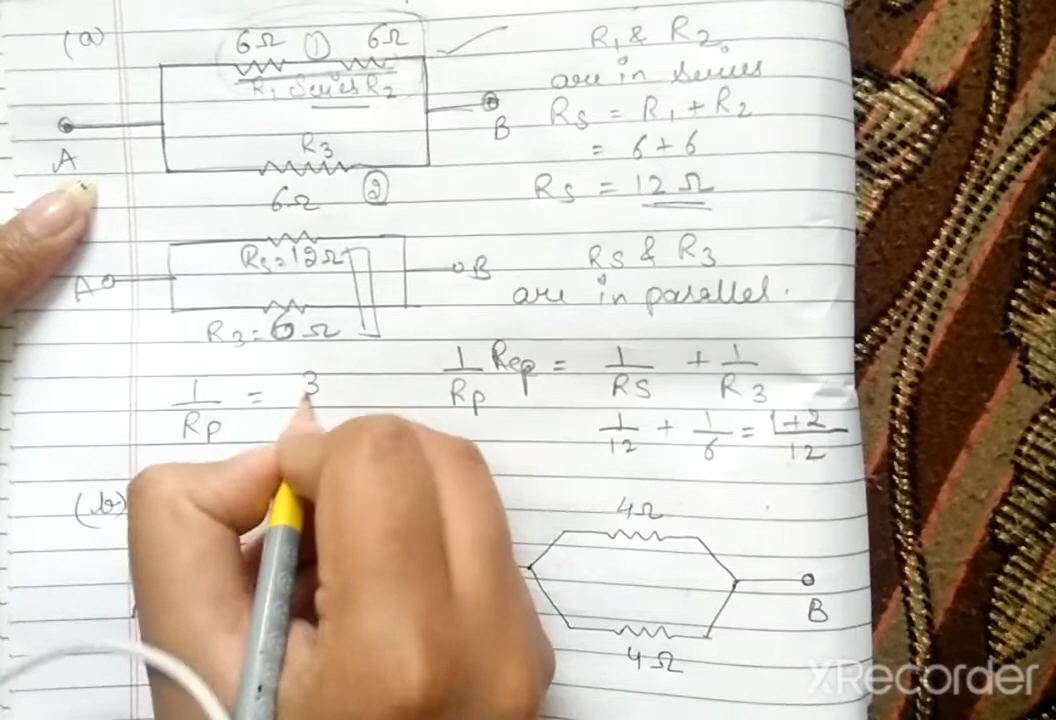 (a)
6Ω ① 6Ω
R1 Series R2
R1 & R2
are in series
A
B
Rs = R1 + R2
= 6 + 6
Rs = 12 Ω
R3
6Ω ②
Rs = 12Ω
A
B
R3 = 6 Ω
Rs & R3
are in parallel.
1/Rp Req = 1/Rs + 1/R3
1/12 + 1/6 = 1+2/12
1/Rp = 3
(b)
4Ω
B
4Ω
XRecorder